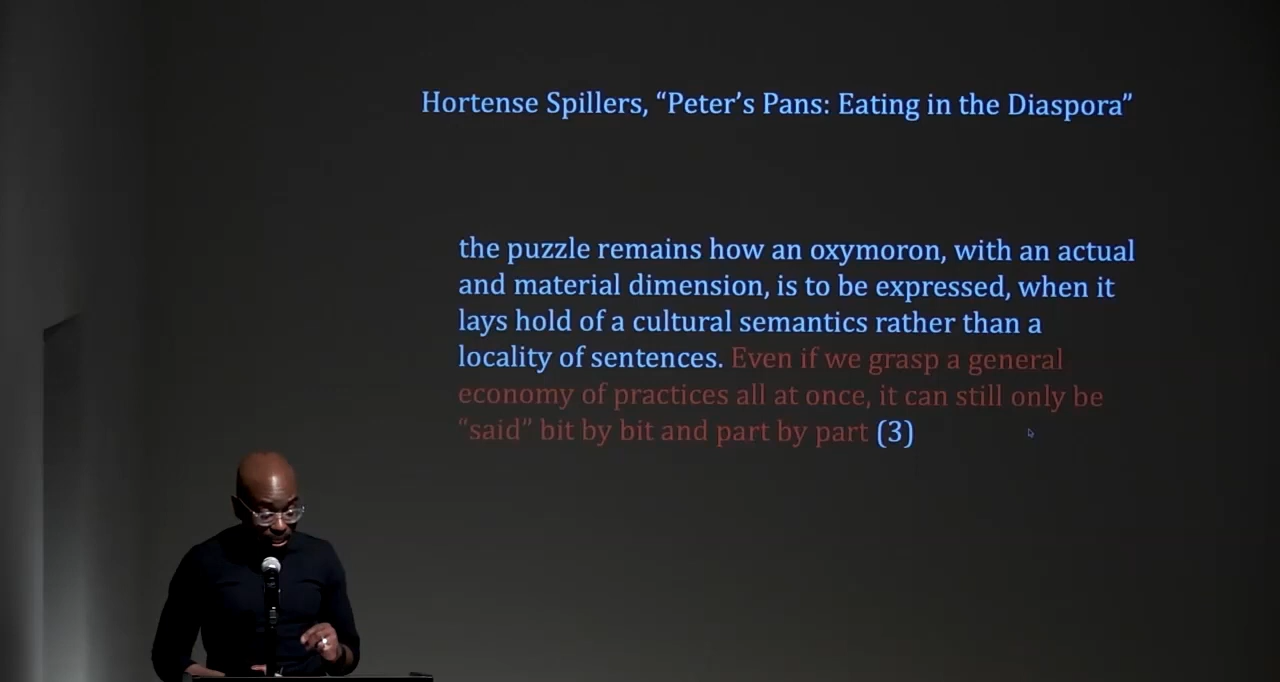 Hortense Spillers, “Peter’s Pans: Eating in the Diaspora”
the puzzle remains how an oxymoron, with an actual
and material dimension, is to be expressed, when it
lays hold of a cultural semantics rather than a
locality of sentences. Even if we grasp a general
economy of practices all at once, it can still only be
“said” bit by bit and part by part (3)